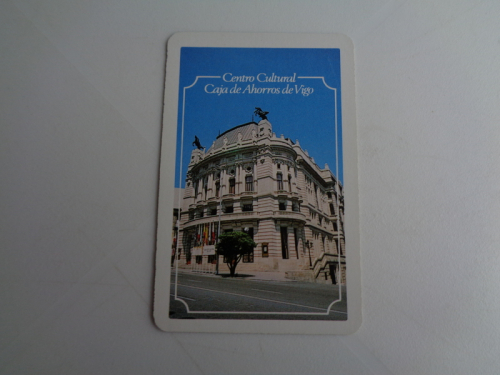 Centro Cultural
Caja de Ahorros de Vigo